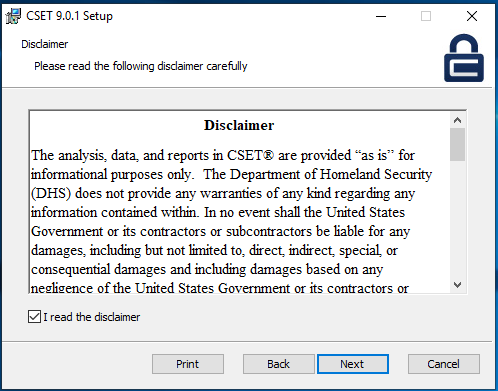 CSET 9.0.1 Setup
Disclaimer
Please read the following disclaimer carefully
Disclaimer
The analysis, data, and reports in CSET® are provided “as is” for
informational purposes only.  The Department of Homeland Security
(DHS) does not provide any warranties of any kind regarding any
information contained within. In no event shall the United States
Government or its contractors or subcontractors be liable for any
damages, including but not limited to, direct, indirect, special, or
consequential damages and including damages based on any
negligence of the United States Government or its contractors or
I read the disclaimer
Print Back Next Cancel